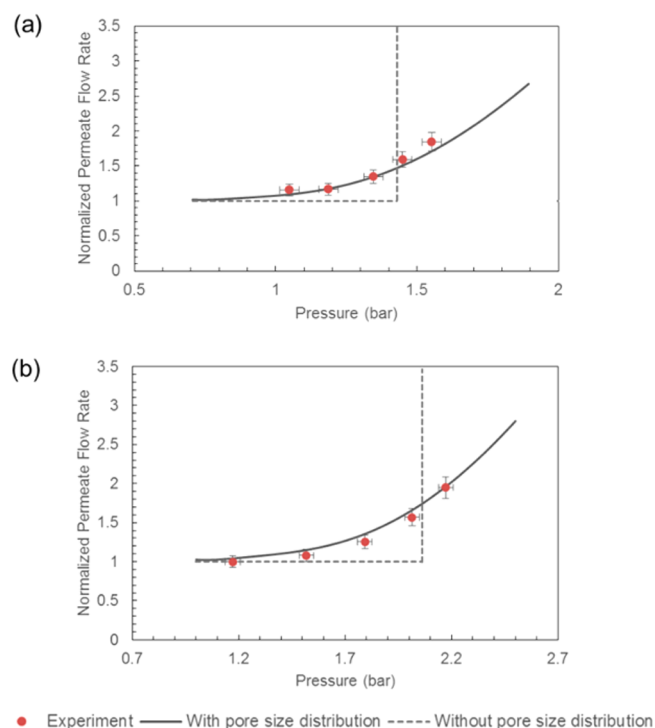 (a)
3.5
3
2.5
2
1.5
1
0.5
0
Normalized Permeate Flow Rate
0.5 1 1.5 2
Pressure (bar)
(b)
3.5
3
2.5
2
1.5
1
0.5
0
Normalized Permeate Flow Rate
0.7 1.2 1.7 2.2 2.7
Pressure (bar)
Experiment With pore size distribution Without pore size distribution